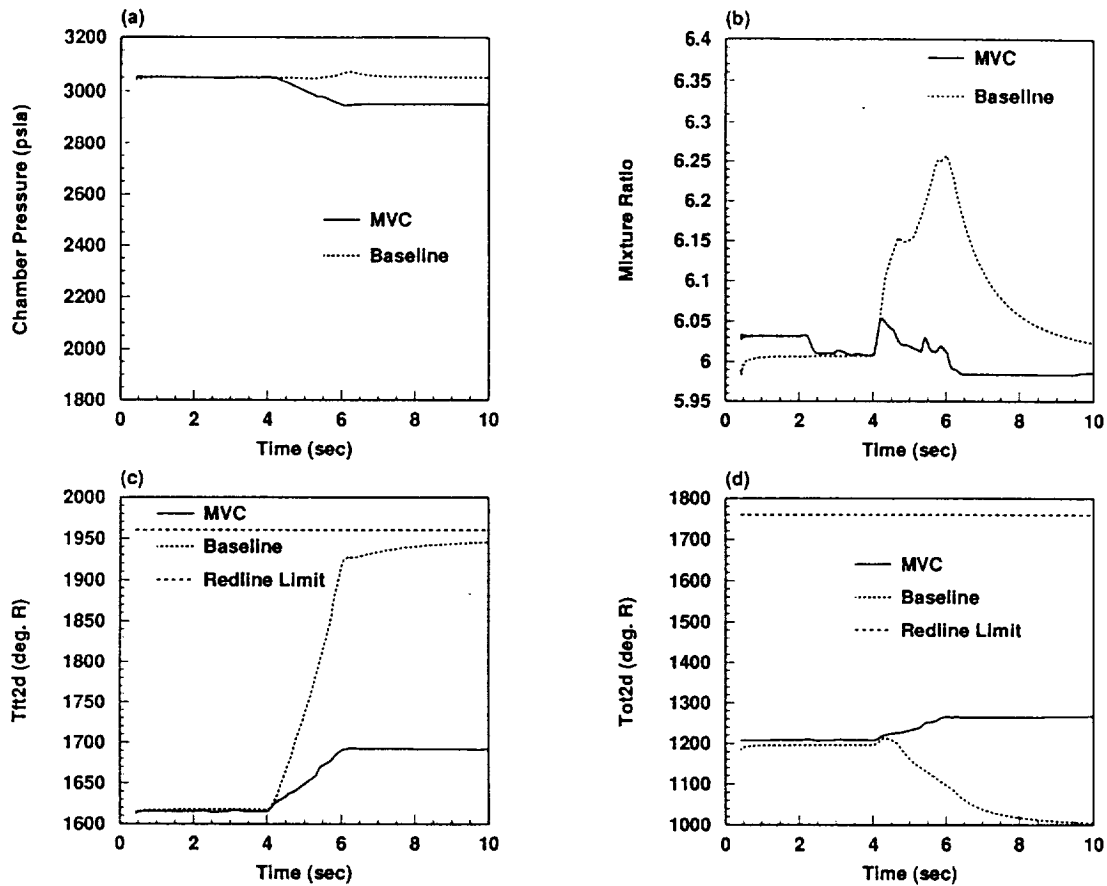 (a)
3200
3000
2800
2600
2400
2200
2000
1800
Chamber Pressure (psia)
MVC
Baseline
0 2 4 6 8 10
Time (sec)
(b)
6.4
6.35
6.3
6.25
6.2
6.15
6.1
6.05
6
5.95
Mixture Ratio
MVC
Baseline
0 2 4 6 8 10
Time (sec)
(c)
2000
1950
1900
1850
1800
1750
1700
1650
1600
Tft2d (deg. R)
MVC
Baseline
Redline Limit
0 2 4 6 8 10
Time (sec)
(d)
1800
1700
1600
1500
1400
1300
1200
1100
1000
Tot2d (deg. R)
MVC
Baseline
Redline Limit
0 2 4 6 8 10
Time (sec)